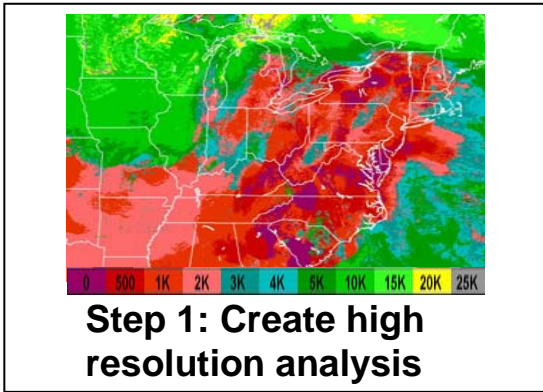 0 500 1K 2K 3K 4K 5K 10K 15K 20K 25K
Step 1: Create high
resolution analysis